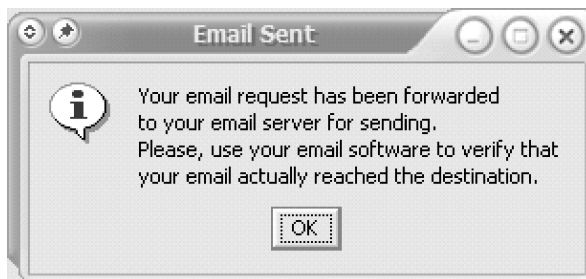 Email Sent
Your email request has been forwarded
to your email server for sending.
Please, use your email software to verify that
your email actually reached the destination.
OK